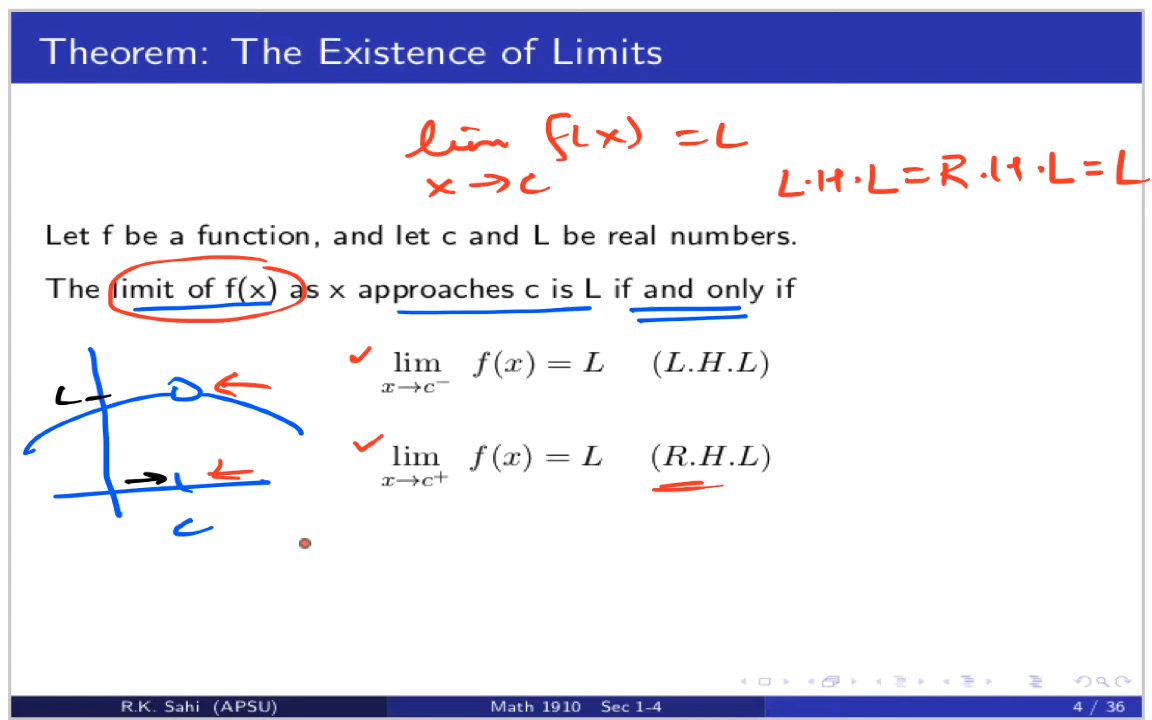 Theorem: The Existence of Limits
lim f(x) = L
x → c
L.H.L = R.H.L = L
Let f be a function, and let c and L be real numbers.
The limit of f(x) as x approaches c is L if and only if
lim f(x) = L (L.H.L)
x→c⁻
L
lim f(x) = L (R.H.L)
x→c⁺
c
R.K. Sahi (APSU) Math 1910 Sec 1-4 4 / 36